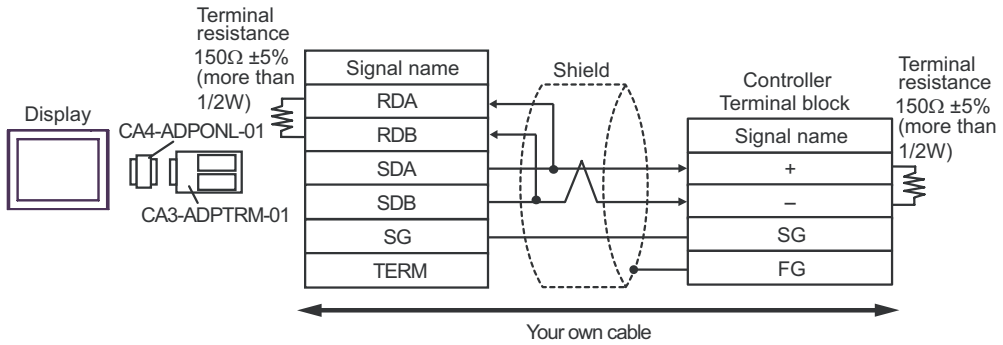 Terminal
resistance
150Ω ±5%
(more than
1/2W)
Display
CA4-ADPONL-01
CA3-ADPTRM-01
Signal name
RDA
RDB
SDA
SDB
SG
TERM
Shield
Controller
Terminal block
Signal name
+
–
SG
FG
Terminal
resistance
150Ω ±5%
(more than
1/2W)
Your own cable